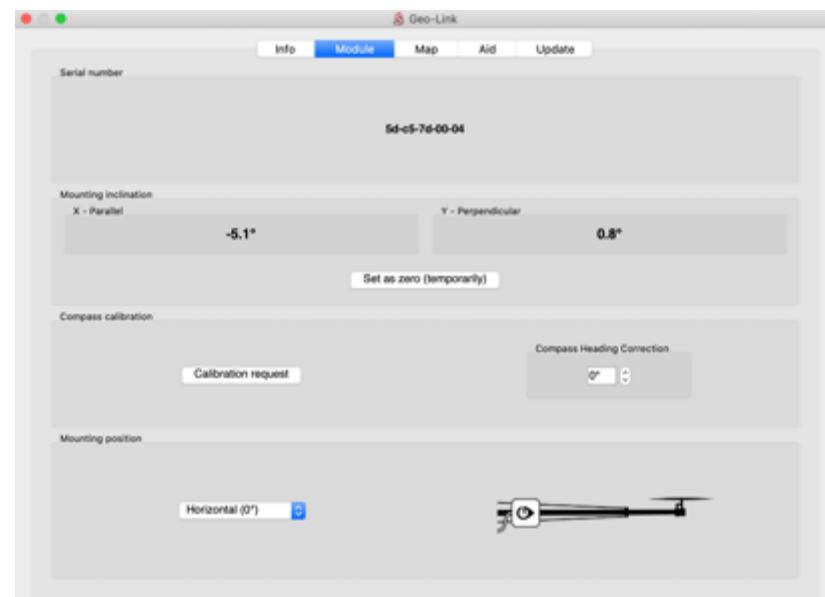 Geo-Link
Info Module Map Aid Update
Serial number
5d-c5-7d-00-04
Mounting inclination
X - Parallel Y - Perpendicular
-5.1° 0.8°
Set as zero (temporarily)
Compass calibration
Compass Heading Correction
Calibration request 0°
Mounting position
Horizontal (0°)